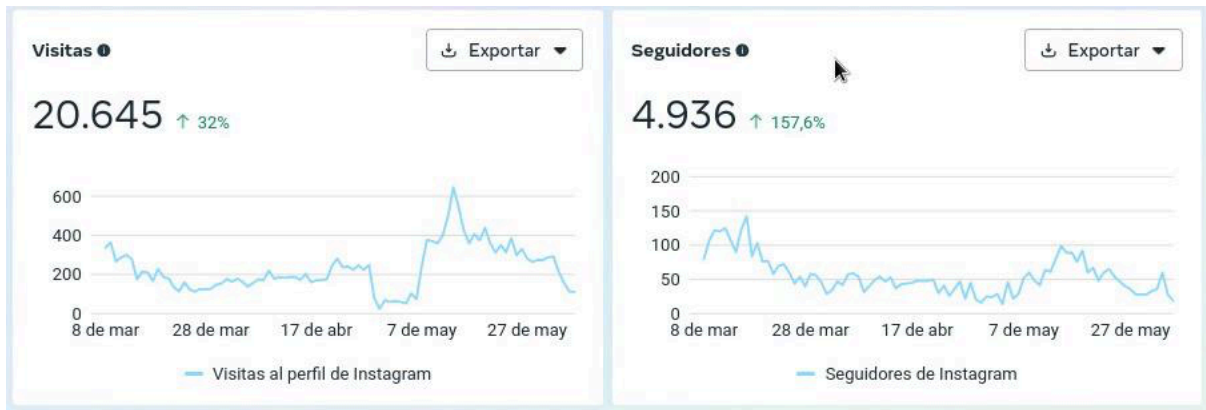 Visitas
Exportar
20.645 ↑ 32%
600
400
200
0
8 de mar 28 de mar 17 de abr 7 de may 27 de may
Visitas al perfil de Instagram
Seguidores
Exportar
4.936 ↑ 157,6%
200
150
100
50
0
8 de mar 28 de mar 17 de abr 7 de may 27 de may
Seguidores de Instagram